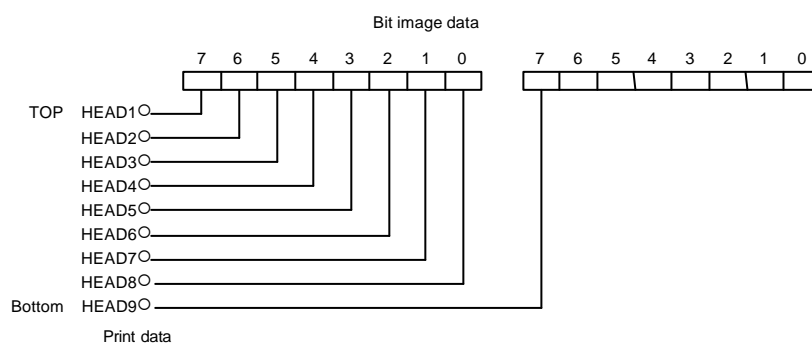 Bit image data
7 6 5 4 3 2 1 0 7 6 5 4 3 2 1 0
TOP HEAD1
HEAD2
HEAD3
HEAD4
HEAD5
HEAD6
HEAD7
HEAD8
Bottom HEAD9
Print data